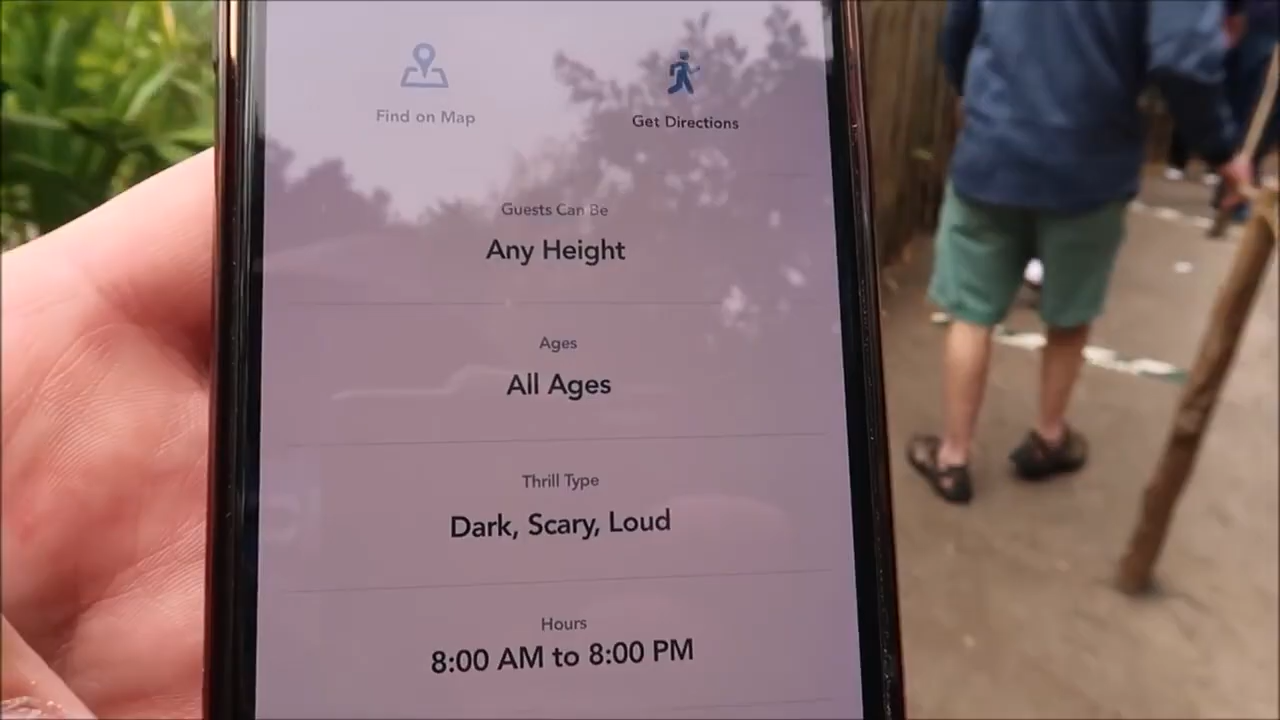 Find on Map
Get Directions
Guests Can Be
Any Height
Ages
All Ages
Thrill Type
Dark, Scary, Loud
Hours
8:00 AM to 8:00 PM